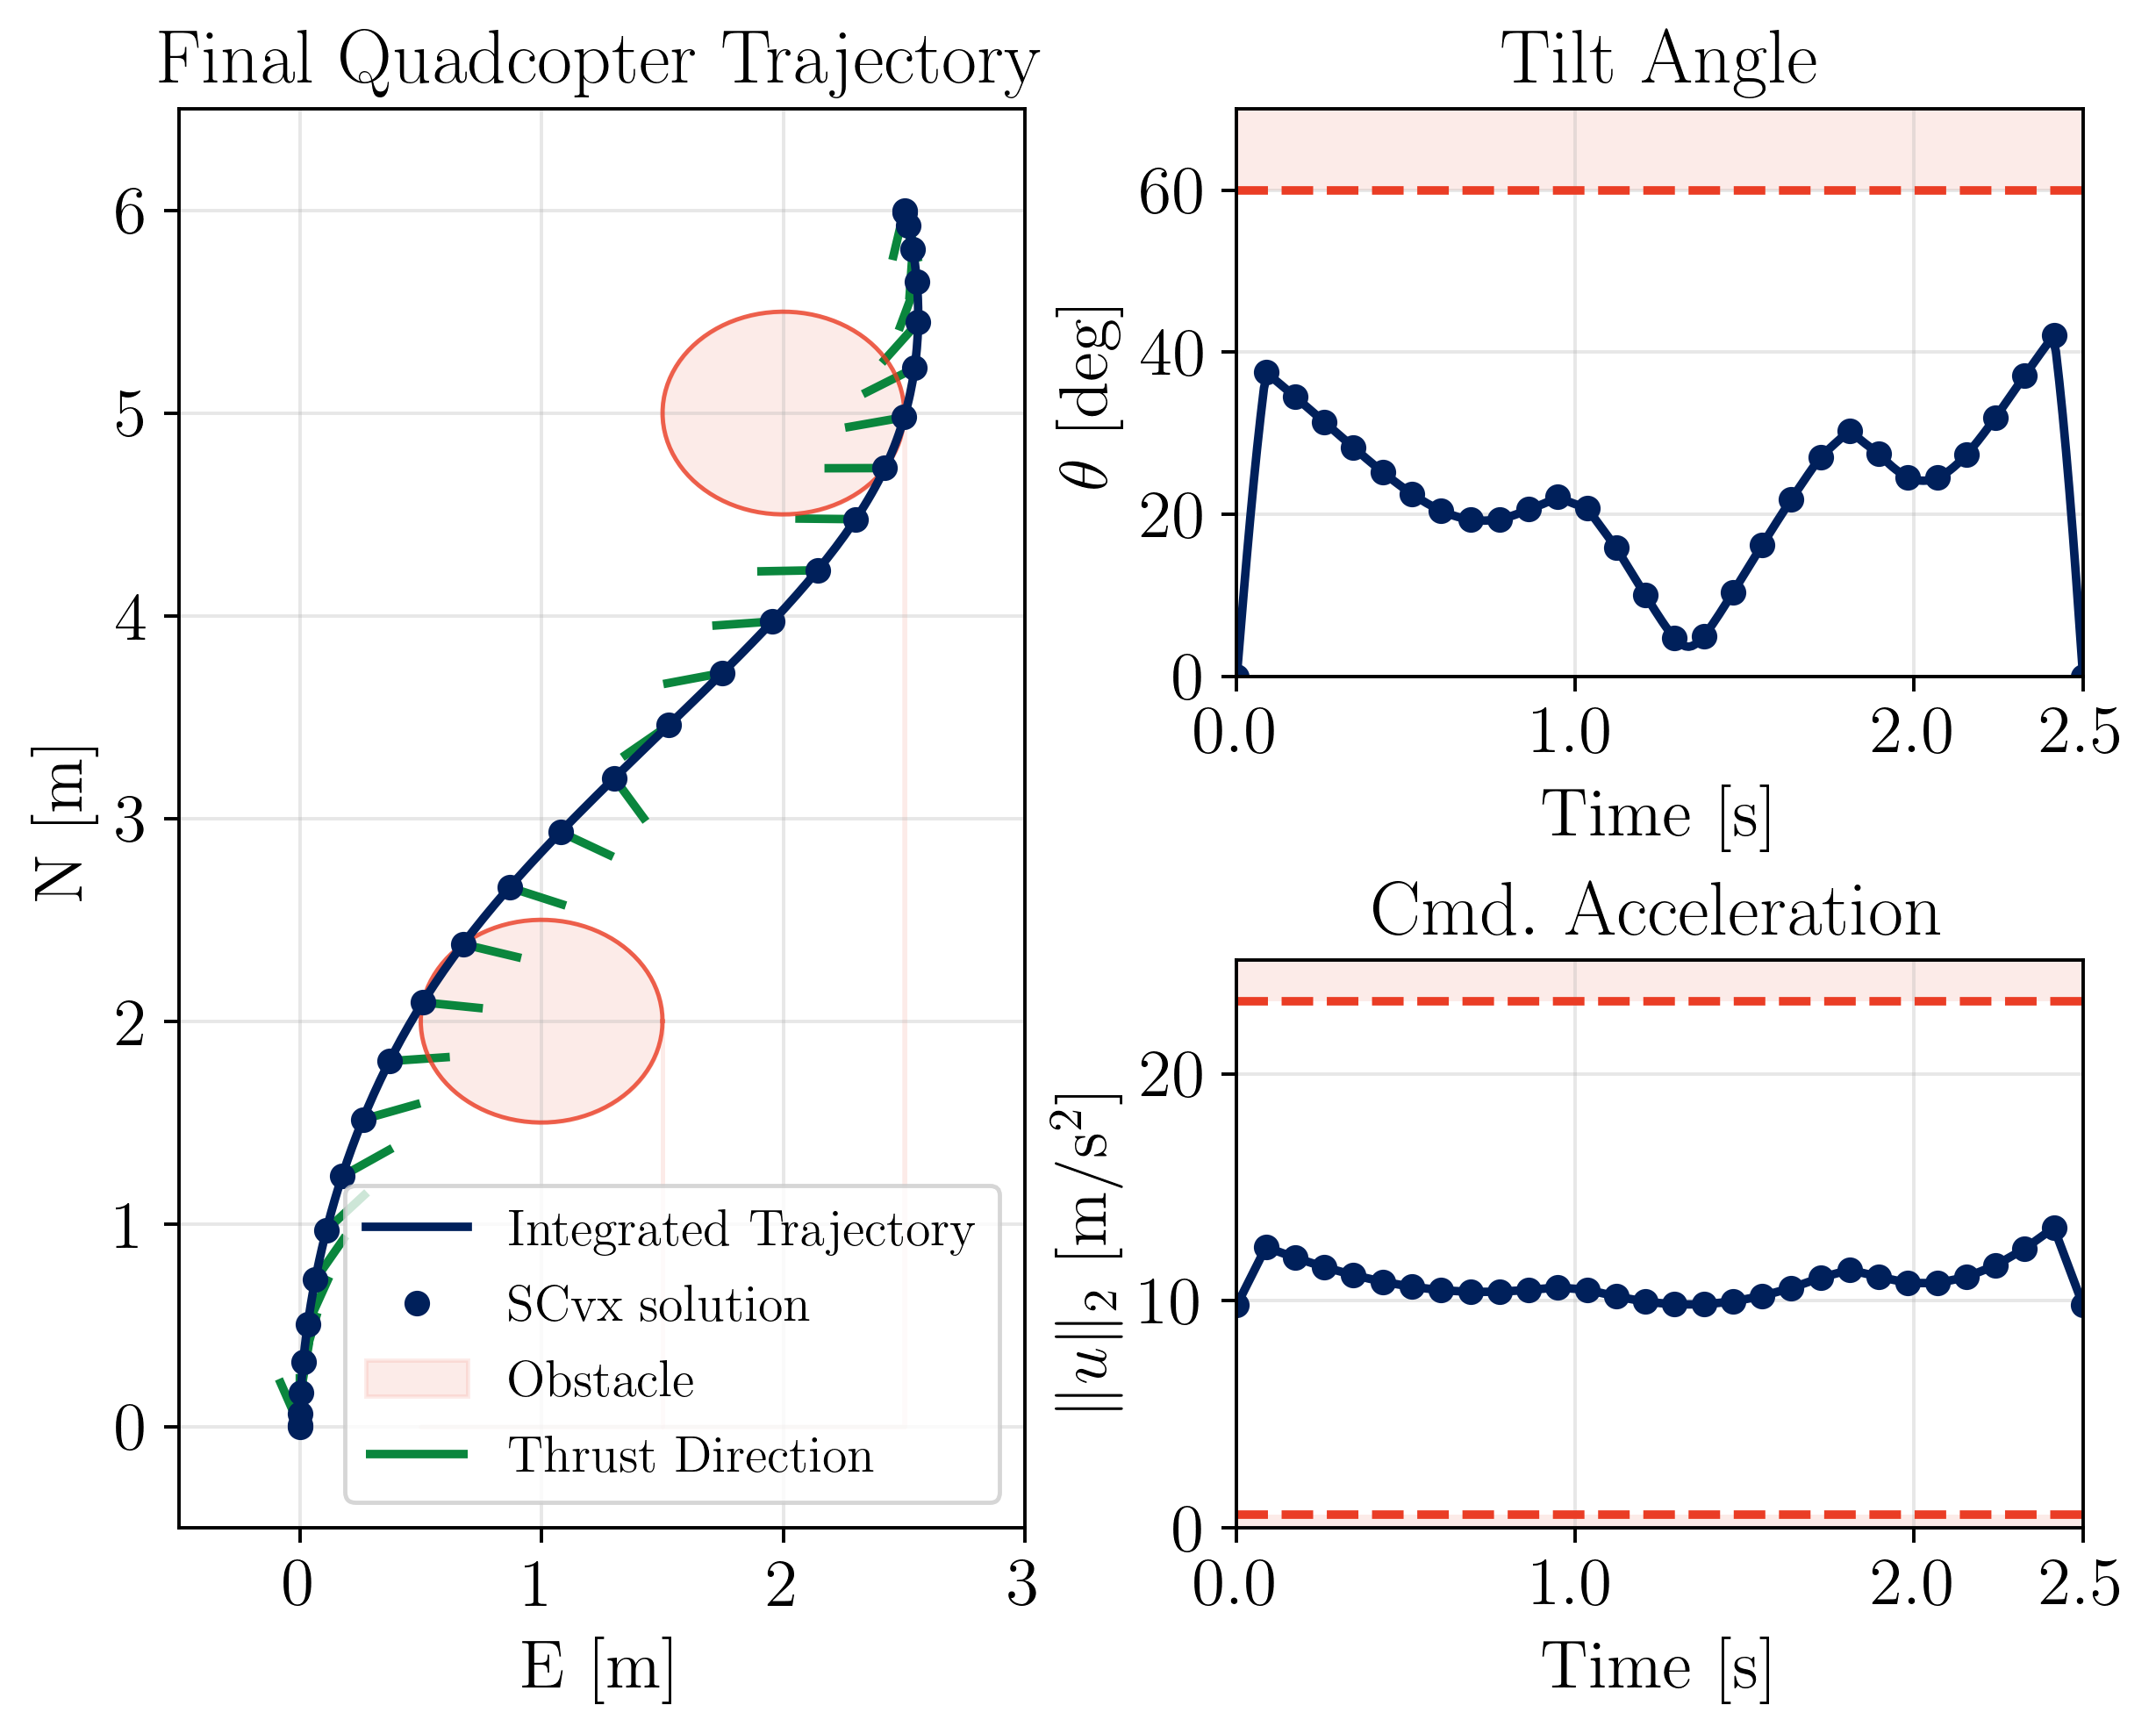 Final Quadcopter Trajectory
6
5
4
3
2
1
0
N [m]
0
1
2
3
E [m]
Integrated Trajectory
SCvx solution
Obstacle
Thrust Direction
Tilt Angle
60
40
20
0
θ [deg]
0.0
1.0
2.0
2.5
Time [s]
Cmd. Acceleration
20
10
0
‖u‖₂ [m/s²]
0.0
1.0
2.0
2.5
Time [s]